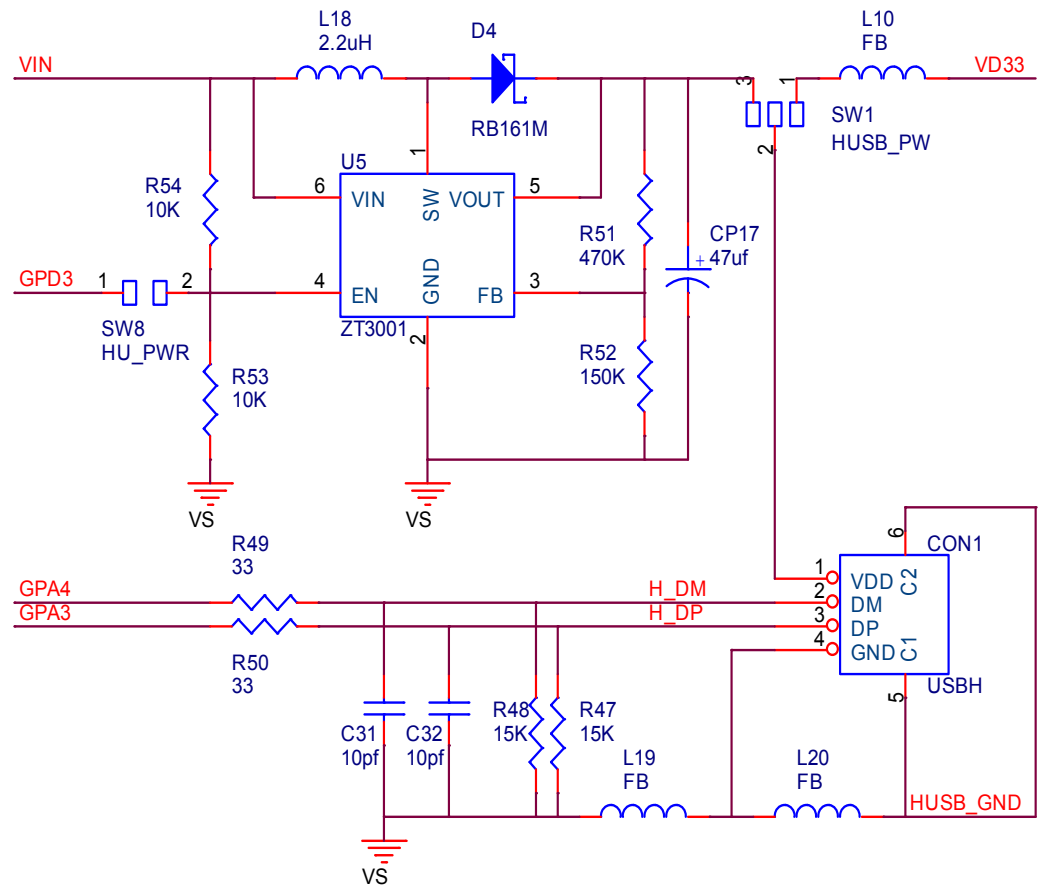 L18
2.2uH
D4
L10
FB
VIN
VD33
3
1
2
SW1
HUSB_PW
RB161M
1
U5
R54
10K
6
VIN
SW
VOUT
5
R51
470K
CP17
+
47uf
GPD3
1
2
4
EN
GND
FB
3
SW8
HU_PWR
ZT3001
2
R52
150K
R53
10K
VS
VS
R49
33
6
CON1
GPA4
H_DM
1
VDD
C2
2
DM
GPA3
H_DP
3
DP
4
GND
C1
R50
33
USBH
5
C31
10pf
C32
10pf
R48
15K
R47
15K
L19
FB
L20
FB
HUSB_GND
VS